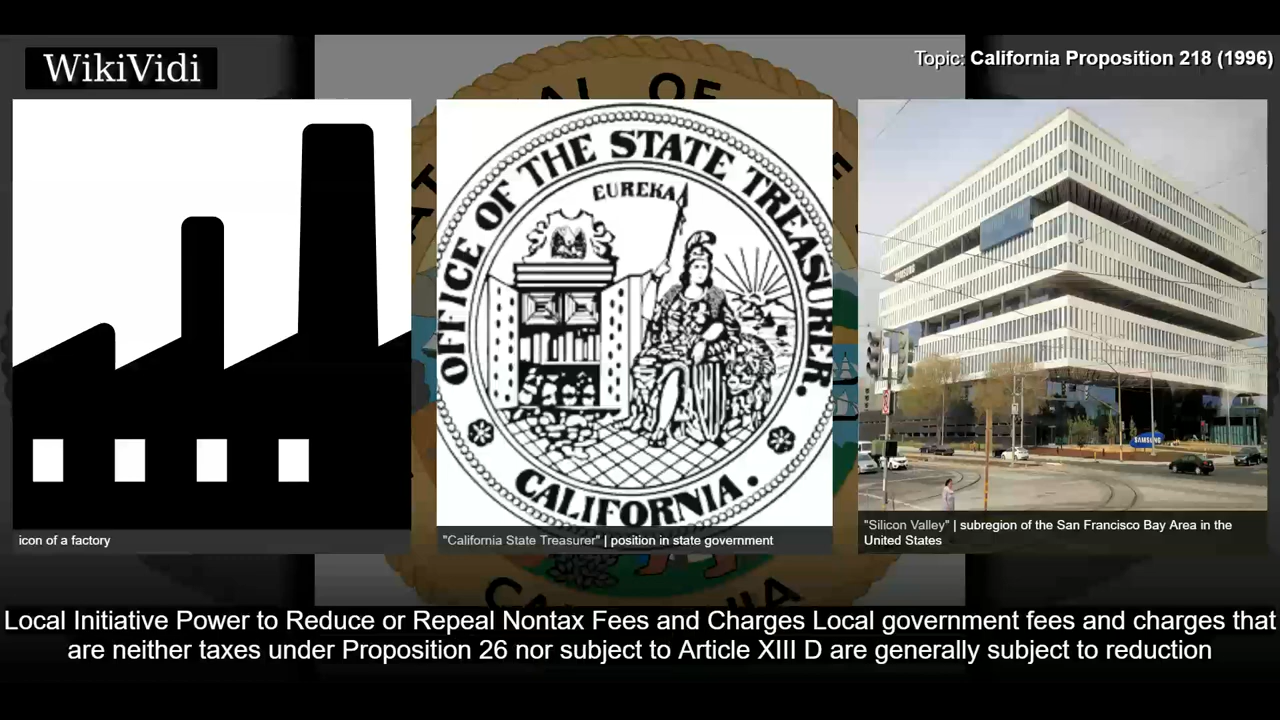 WikiVidi
Topic: California Proposition 218 (1996)
OFFICE OF THE STATE TREASURER.
EUREKA
CALIFORNIA.
SAMSUNG
SAMSUNG
icon of a factory
"California State Treasurer" | position in state government
"Silicon Valley" | subregion of the San Francisco Bay Area in the
United States
Local Initiative Power to Reduce or Repeal Nontax Fees and Charges Local government fees and charges that
are neither taxes under Proposition 26 nor subject to Article XIII D are generally subject to reduction